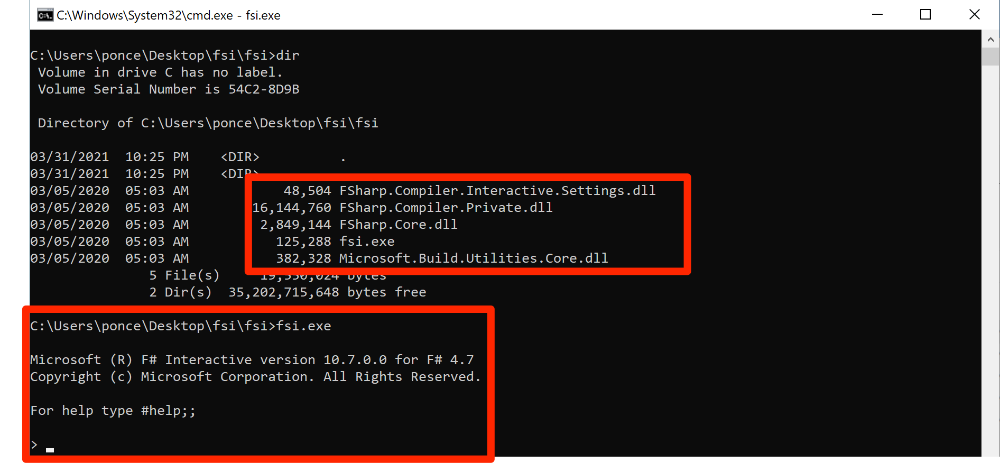 C:\Windows\System32\cmd.exe - fsi.exe
C:\Users\ponce\Desktop\fsi\fsi>dir
Volume in drive C has no label.
Volume Serial Number is 54C2-8D9B
Directory of C:\Users\ponce\Desktop\fsi\fsi
03/31/2021  10:25 PM    <DIR>          .
03/31/2021  10:25 PM    <DIR>
03/05/2020  05:03 AM            48,504 FSharp.Compiler.Interactive.Settings.dll
03/05/2020  05:03 AM        16,144,760 FSharp.Compiler.Private.dll
03/05/2020  05:03 AM         2,849,144 FSharp.Core.dll
03/05/2020  05:03 AM           125,288 fsi.exe
03/05/2020  05:03 AM           382,328 Microsoft.Build.Utilities.Core.dll
5 File(s)     19,550,024 bytes
2 Dir(s)  35,202,715,648 bytes free
C:\Users\ponce\Desktop\fsi\fsi>fsi.exe
Microsoft (R) F# Interactive version 10.7.0.0 for F# 4.7
Copyright (c) Microsoft Corporation. All Rights Reserved.
For help type #help;;
>